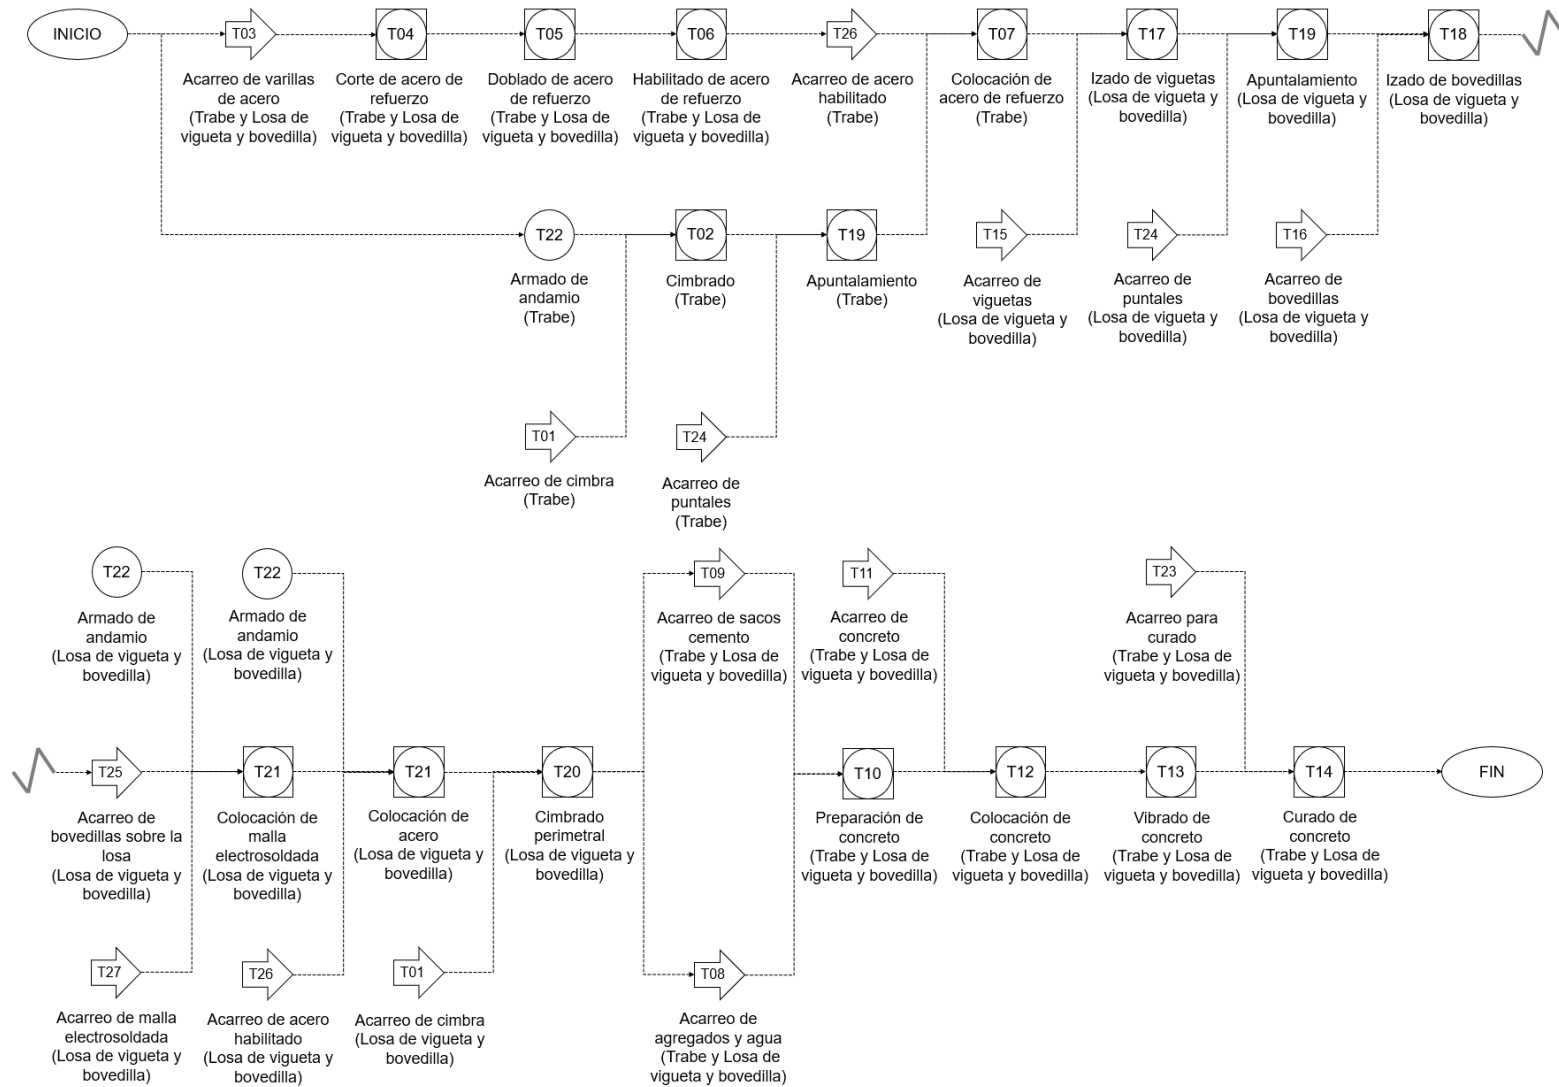 INICIO
T03
Acarreo de varillas
de acero
(Trabe y Losa de
vigueta y bovedilla)
T04
Corte de acero de
refuerzo
(Trabe y Losa de
vigueta y bovedilla)
T05
Doblado de acero
de refuerzo
(Trabe y Losa de
vigueta y bovedilla)
T06
Habilitado de acero
de refuerzo
(Trabe y Losa de
vigueta y bovedilla)
T26
Acarreo de acero
habilitado
(Trabe)
T07
Colocación de
acero de refuerzo
(Trabe)
T17
Izado de viguetas
(Losa de vigueta y
bovedilla)
T19
Apuntalamiento
(Losa de vigueta y
bovedilla)
T18
Izado de bovedillas
(Losa de vigueta y
bovedilla)
T22
Armado de
andamio
(Trabe)
T02
Cimbrado
(Trabe)
T19
Apuntalamiento
(Trabe)
T15
Acarreo de
viguetas
(Losa de vigueta y
bovedilla)
T24
Acarreo de
puntales
(Losa de vigueta y
bovedilla)
T16
Acarreo de
bovedillas
(Losa de vigueta y
bovedilla)
T01
Acarreo de cimbra
(Trabe)
T24
Acarreo de
puntales
(Trabe)
T22
Armado de
andamio
(Losa de vigueta y
bovedilla)
T22
Armado de
andamio
(Losa de vigueta y
bovedilla)
T09
Acarreo de sacos
cemento
(Trabe y Losa de
vigueta y bovedilla)
T11
Acarreo de
concreto
(Trabe y Losa de
vigueta y bovedilla)
T23
Acarreo para
curado
(Trabe y Losa de
vigueta y bovedilla)
T25
Acarreo de
bovedillas sobre la
losa
(Losa de vigueta y
bovedilla)
T21
Colocación de
malla
electrosoldada
(Losa de vigueta y
bovedilla)
T21
Colocación de
acero
(Losa de vigueta y
bovedilla)
T20
Cimbrado
perimetral
(Losa de vigueta y
bovedilla)
T10
Preparación de
concreto
(Trabe y Losa de
vigueta y bovedilla)
T12
Colocación de
concreto
(Trabe y Losa de
vigueta y bovedilla)
T13
Vibrado de
concreto
(Trabe y Losa de
vigueta y bovedilla)
T14
Curado de
concreto
(Trabe y Losa de
vigueta y bovedilla)
FIN
T27
Acarreo de malla
electrosoldada
(Losa de vigueta y
bovedilla)
T26
Acarreo de acero
habilitado
(Losa de vigueta y
bovedilla)
T01
Acarreo de cimbra
(Losa de vigueta y
bovedilla)
T08
Acarreo de
agregados y agua
(Trabe y Losa de
vigueta y bovedilla)